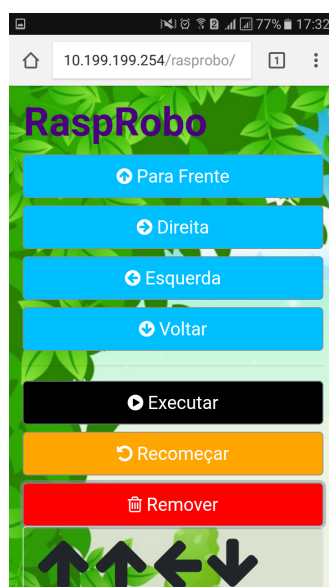 77% 17:32
10.199.199.254/rasprobo/
1
RaspRobo
Para Frente
Direita
Esquerda
Voltar
Executar
Recomeçar
Remover